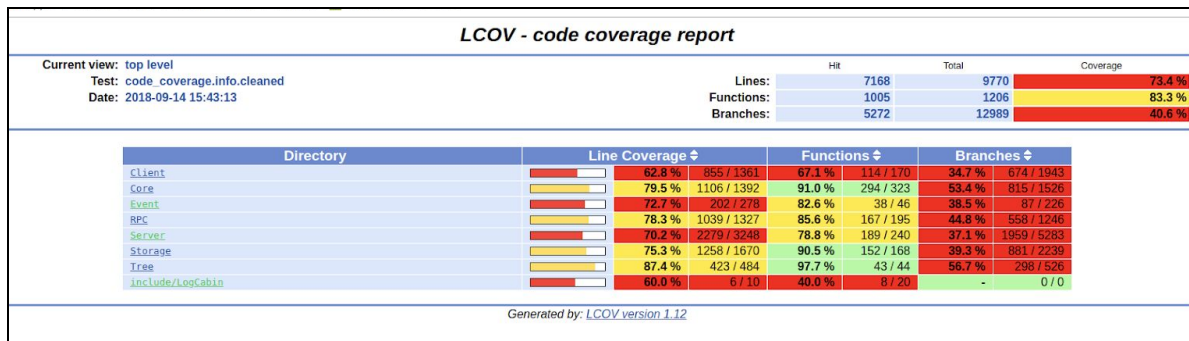 LCOV - code coverage report
Current view: top level
Hit Total Coverage
Test: code_coverage.info.cleaned
Lines: 7168 9770 73.4 %
Date: 2018-09-14 15:43:13
Functions: 1005 1206 83.3 %
Branches: 5272 12989 40.6 %
Directory Line Coverage Functions Branches
Client 62.8 % 855 / 1361 67.1 % 114 / 170 34.7 % 674 / 1943
Core 79.5 % 1106 / 1392 91.0 % 294 / 323 53.4 % 815 / 1526
Event 72.7 % 202 / 278 82.6 % 38 / 46 38.5 % 87 / 226
RPC 78.3 % 1039 / 1327 85.6 % 167 / 195 44.8 % 558 / 1246
Server 70.2 % 2279 / 3248 78.8 % 189 / 240 37.1 % 1959 / 5283
Storage 75.3 % 1258 / 1670 90.5 % 152 / 168 39.3 % 881 / 2239
Tree 87.4 % 423 / 484 97.7 % 43 / 44 56.7 % 298 / 526
include/LogCabin 60.0 % 6 / 10 40.0 % 8 / 20 - 0 / 0
Generated by: LCOV version 1.12